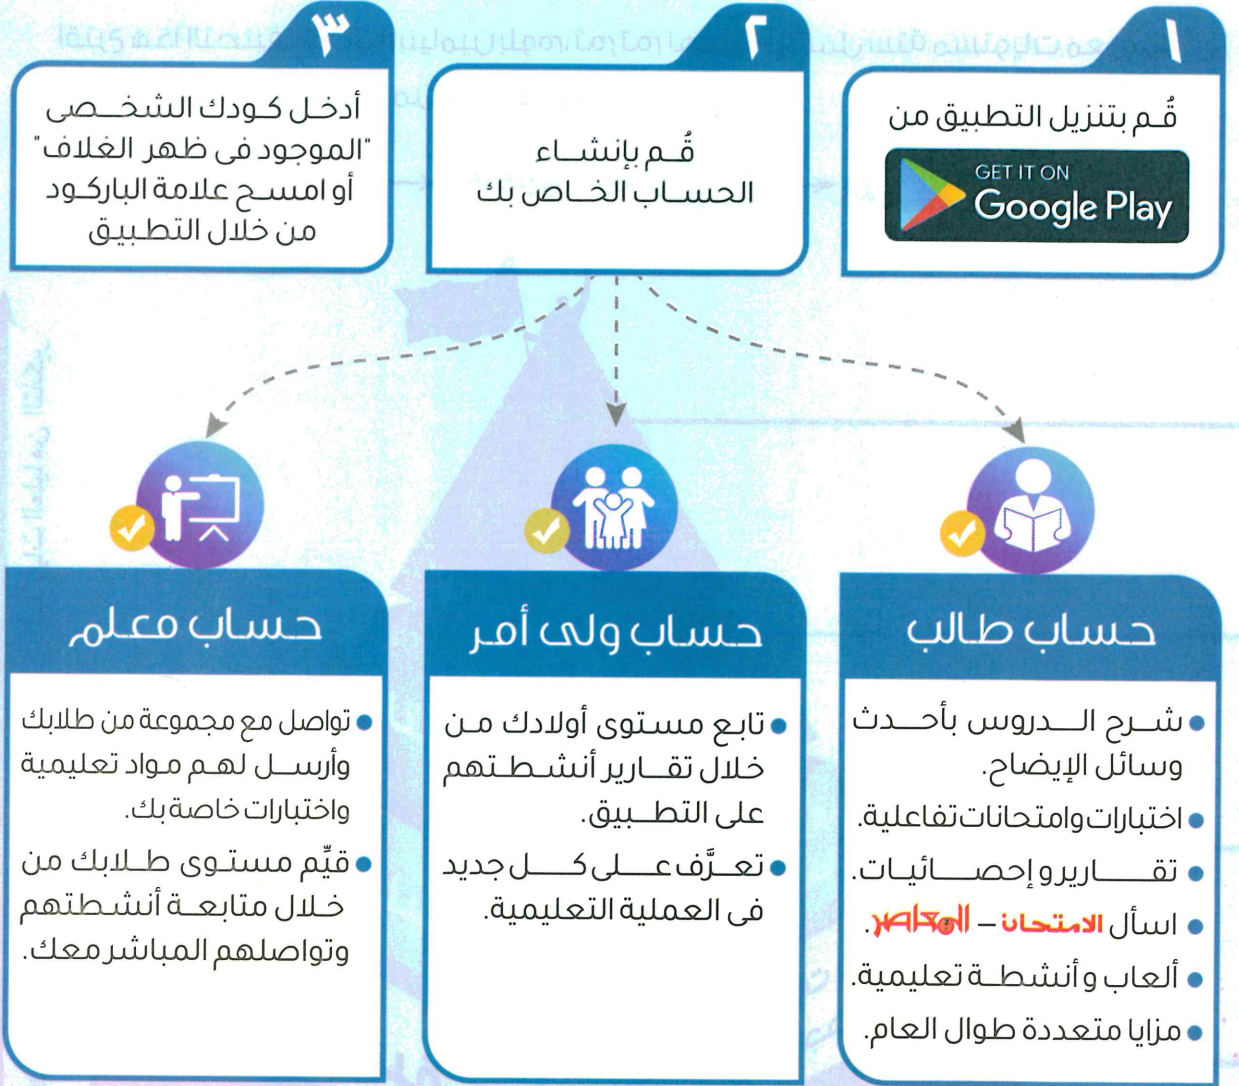 ١
قُم بتنزيل التطبيق من
GET IT ON
Google Play
٢
قُم بإنشاء
الحساب الخاص بك
٣
أدخل كودك الشخصى
"الموجود فى ظهر الغلاف"
أو امسح علامة الباركود
من خلال التطبيق
حساب طالب
• شرح الدروس بأحدث
وسائل الإيضاح.
• اختبارات وامتحانات تفاعلية.
• تقارير وإحصائيات.
• اسأل الامتحان – المعاصر.
• ألعاب وأنشطة تعليمية.
• مزايا متعددة طوال العام.
حساب ولى أمر
• تابع مستوى أولادك من
خلال تقارير أنشطتهم
على التطبيق.
• تعرَّف على كل جديد
فى العملية التعليمية.
حساب معلم
• تواصل مع مجموعة من طلابك
وأرسل لهم مواد تعليمية
واختبارات خاصة بك.
• قيِّم مستوى طلابك من
خلال متابعة أنشطتهم
وتواصلهم المباشر معك.